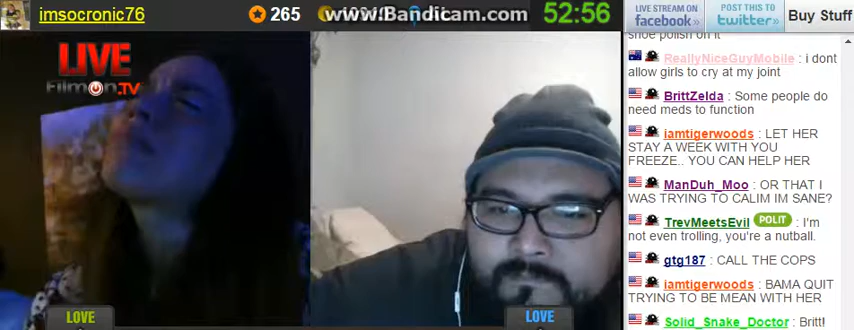 imsocronic76
265
www.Bandicam.com
52:56
LIVE STREAM ON
facebook»
POST THIS TO
twitter»
Buy Stuff
LIVE
FilmOn.TV
shoe polish on it
ReallyNiceGuyMobile : i dont
allow girls to cry at my joint
BrittZelda : Some people do
need meds to function
iamtigerwoods : LET HER
STAY A WEEK WITH YOU
FREEZE.. YOU CAN HELP HER
ManDuh_Moo : OR THAT I
WAS TRYING TO CALIM IM SANE?
TrevMeetsEvil POLIT : I'm
not even trolling, you're a nutball.
gtg187 : CALL THE COPS
iamtigerwoods : BAMA QUIT
TRYING TO BE MEAN WITH HER
Solid_Snake_Doctor : Britt!
LOVE
LOVE